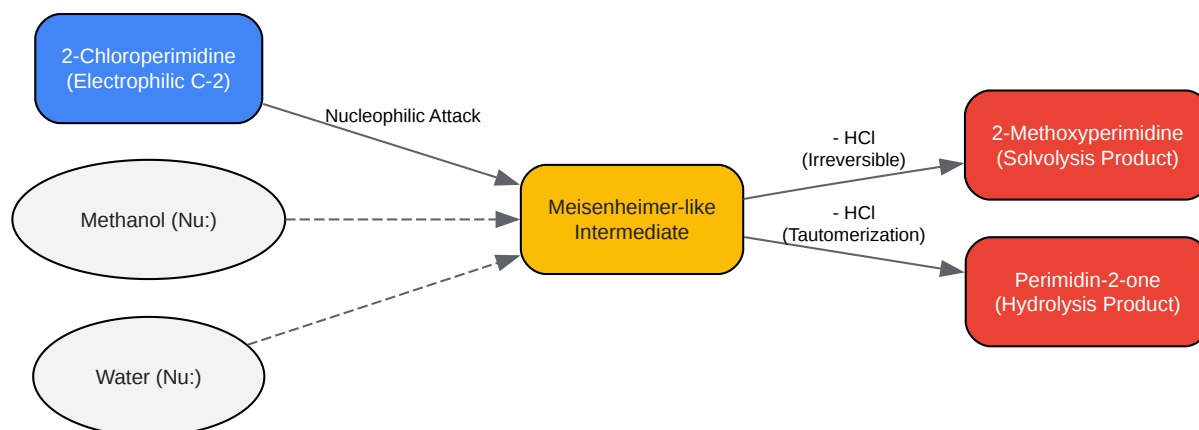 2-Chloroperimidine
(Electrophilic C-2)
Nucleophilic Attack
Methanol (Nu:)
Water (Nu:)
Meisenheimer-like
Intermediate
- HCl
(Irreversible)
- HCl
(Tautomerization)
2-Methoxyperimidine
(Solvolysis Product)
Perimidin-2-one
(Hydrolysis Product)